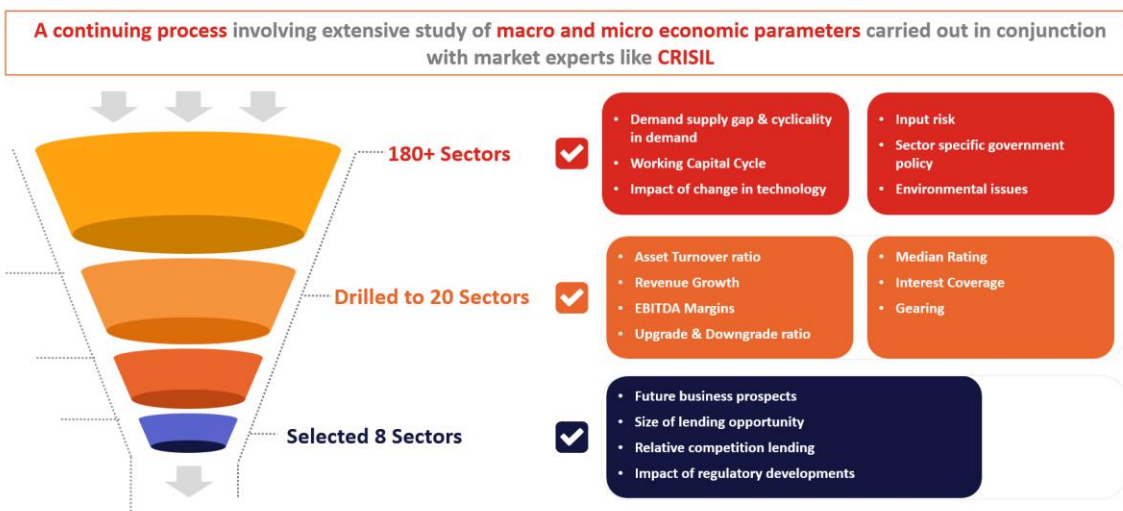 A continuing process involving extensive study of macro and micro economic parameters carried out in conjunction
with market experts like CRISIL
180+ Sectors
• Demand supply gap & cyclicality
in demand
• Working Capital Cycle
• Impact of change in technology
• Input risk
• Sector specific government
policy
• Environmental issues
Drilled to 20 Sectors
• Asset Turnover ratio
• Revenue Growth
• EBITDA Margins
• Upgrade & Downgrade ratio
• Median Rating
• Interest Coverage
• Gearing
Selected 8 Sectors
• Future business prospects
• Size of lending opportunity
• Relative competition lending
• Impact of regulatory developments